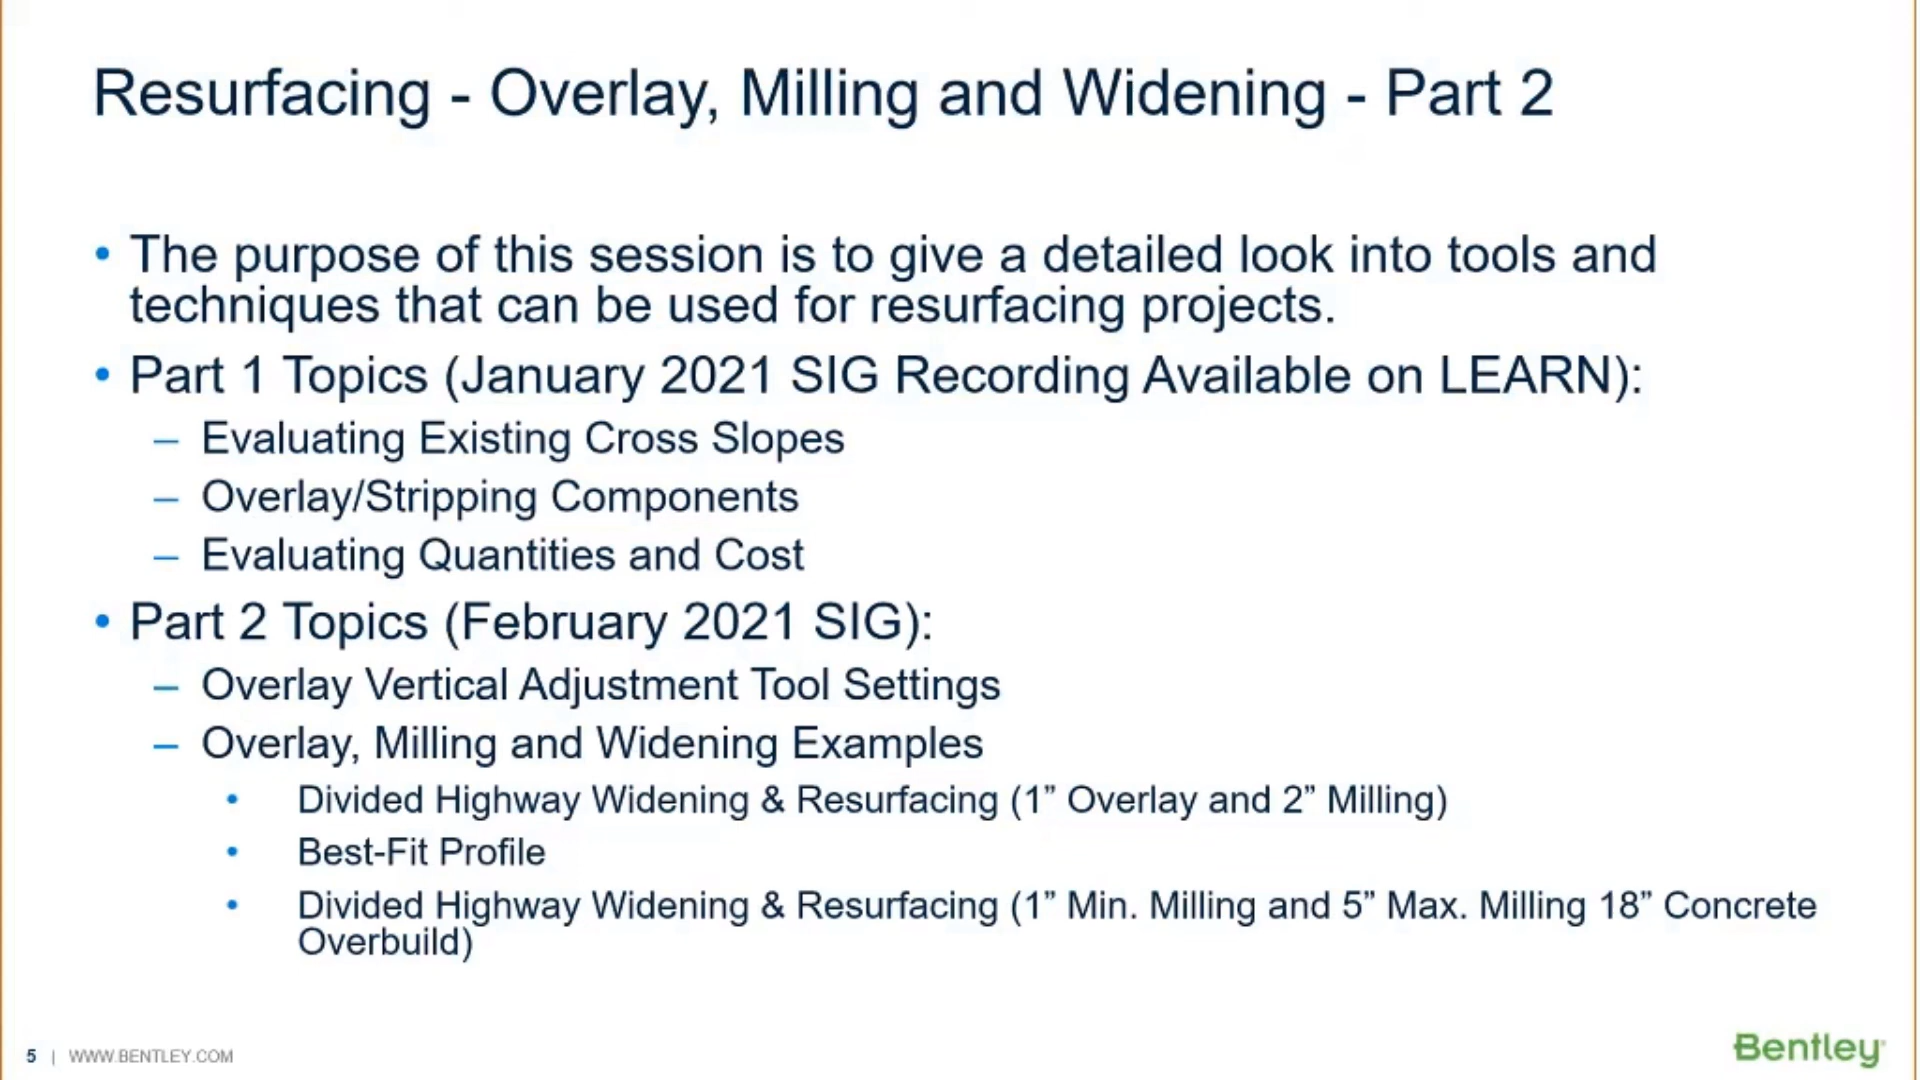 Resurfacing - Overlay, Milling and Widening - Part 2
• The purpose of this session is to give a detailed look into tools and
techniques that can be used for resurfacing projects.
• Part 1 Topics (January 2021 SIG Recording Available on LEARN):
– Evaluating Existing Cross Slopes
– Overlay/Stripping Components
– Evaluating Quantities and Cost
• Part 2 Topics (February 2021 SIG):
– Overlay Vertical Adjustment Tool Settings
– Overlay, Milling and Widening Examples
• Divided Highway Widening & Resurfacing (1” Overlay and 2” Milling)
• Best-Fit Profile
• Divided Highway Widening & Resurfacing (1” Min. Milling and 5” Max. Milling 18” Concrete
Overbuild)
5 | WWW.BENTLEY.COM
Bentley